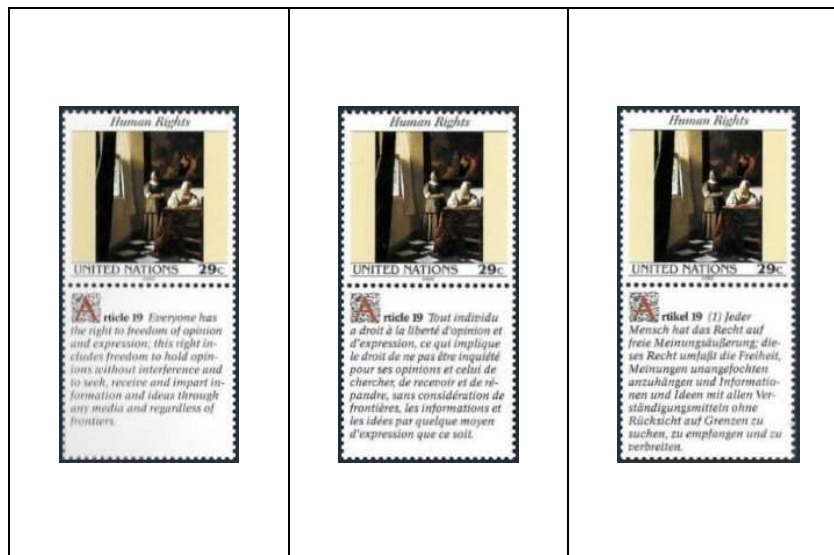 Human Rights
UNITED NATIONS 29c
Article 19 Everyone has
the right to freedom of opinion
and expression; this right in-
cludes freedom to hold opin-
ions without interference and
to seek, receive and impart in-
formation and ideas through
any media and regardless of
frontiers.
Human Rights
UNITED NATIONS 29c
Article 19 Tout individu
a droit à la liberté d'opinion et
d'expression, ce qui implique
le droit de ne pas être inquiété
pour ses opinions et celui de
chercher, de recevoir et de ré-
pandre, sans considération de
frontières, les informations et
les idées par quelque moyen
d'expression que ce soit.
Human Rights
UNITED NATIONS 29c
Artikel 19 (1) Jeder
Mensch hat das Recht auf
freie Meinungsäußerung; die-
ses Recht umfaßt die Freiheit,
Meinungen unangefochten
anzuhängen und Informatio-
nen und Ideen mit allen Ver-
ständigungsmitteln ohne
Rücksicht auf Grenzen zu
suchen, zu empfangen und zu
verbreiten.